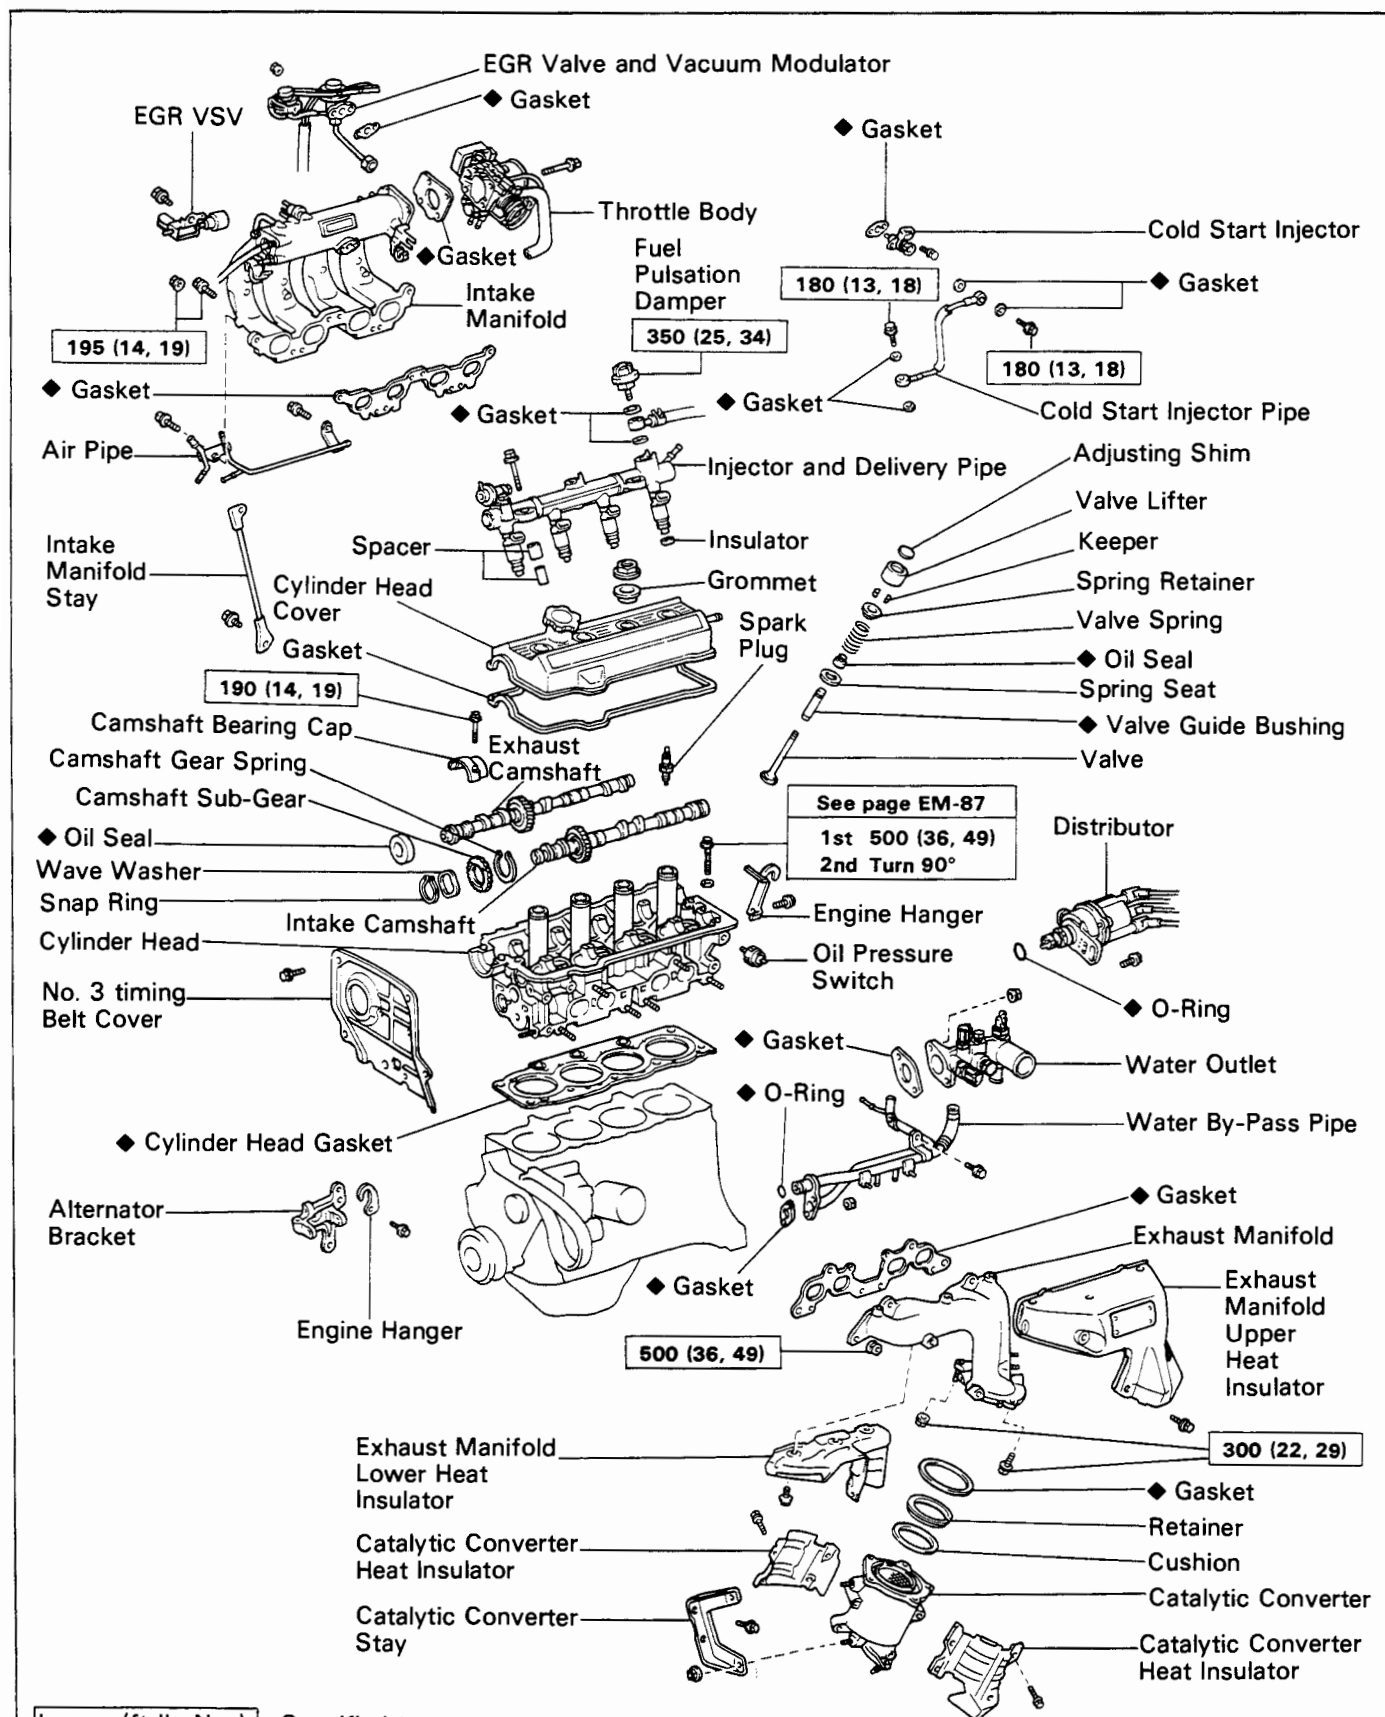 EGR Valve and Vacuum Modulator
◆ Gasket
EGR VSV
◆ Gasket
Throttle Body
Cold Start Injector
◆Gasket
Fuel
Pulsation
Damper
180 (13, 18)
◆ Gasket
Intake
Manifold
195 (14, 19)
350 (25, 34)
180 (13, 18)
◆ Gasket
◆ Gasket
◆ Gasket
Cold Start Injector Pipe
Air Pipe
Injector and Delivery Pipe
Adjusting Shim
Valve Lifter
Intake
Manifold
Stay
Spacer
Insulator
Keeper
Cylinder Head
Cover
Grommet
Spring Retainer
Spark
Plug
Valve Spring
Gasket
◆ Oil Seal
190 (14, 19)
Spring Seat
Camshaft Bearing Cap
◆ Valve Guide Bushing
Exhaust
Camshaft
Camshaft Gear Spring
Valve
Camshaft Sub-Gear
See page EM-87
1st 500 (36, 49)
2nd Turn 90°
Distributor
◆ Oil Seal
Wave Washer
Snap Ring
Intake Camshaft
Engine Hanger
Cylinder Head
Oil Pressure
Switch
No. 3 timing
Belt Cover
◆ O-Ring
◆ Gasket
Water Outlet
◆ O-Ring
Water By-Pass Pipe
◆ Cylinder Head Gasket
Alternator
Bracket
◆ Gasket
Exhaust Manifold
◆ Gasket
Exhaust
Manifold
Upper
Heat
Insulator
Engine Hanger
500 (36, 49)
Exhaust Manifold
Lower Heat
Insulator
300 (22, 29)
◆ Gasket
Retainer
Catalytic Converter
Heat Insulator
Cushion
Catalytic Converter
Catalytic Converter
Stay
Catalytic Converter
Heat Insulator